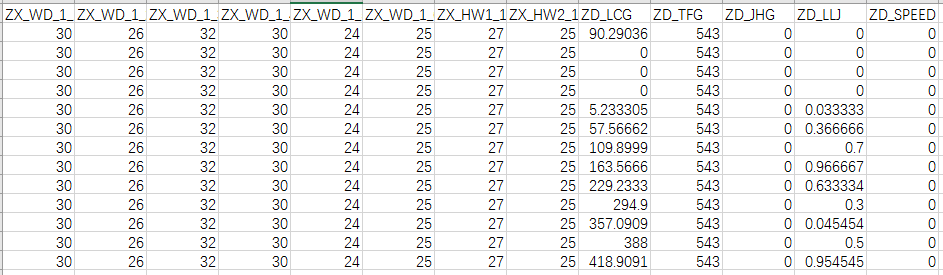 ZX_WD_1_ ZX_WD_1_ ZX_WD_1_ ZX_WD_1_ ZX_WD_1_ ZX_WD_1_ ZX_HW1_1 ZX_HW2_1 ZD_LCG ZD_TFG ZD_JHG ZD_LLJ ZD_SPEED
30 26 32 30 24 25 27 25 90.29036 543 0 0 0
30 26 32 30 24 25 27 25 0 543 0 0 0
30 26 32 30 24 25 27 25 0 543 0 0 0
30 26 32 30 24 25 27 25 0 543 0 0 0
30 26 32 30 24 25 27 25 5.233305 543 0 0.033333 0
30 26 32 30 24 25 27 25 57.56662 543 0 0.366666 0
30 26 32 30 24 25 27 25 109.8999 543 0 0.7 0
30 26 32 30 24 25 27 25 163.5666 543 0 0.966667 0
30 26 32 30 24 25 27 25 229.2333 543 0 0.633334 0
30 26 32 30 24 25 27 25 294.9 543 0 0.3 0
30 26 32 30 24 25 27 25 357.0909 543 0 0.045454 0
30 26 32 30 24 25 27 25 388 543 0 0.5 0
30 26 32 30 24 25 27 25 418.9091 543 0 0.954545 0